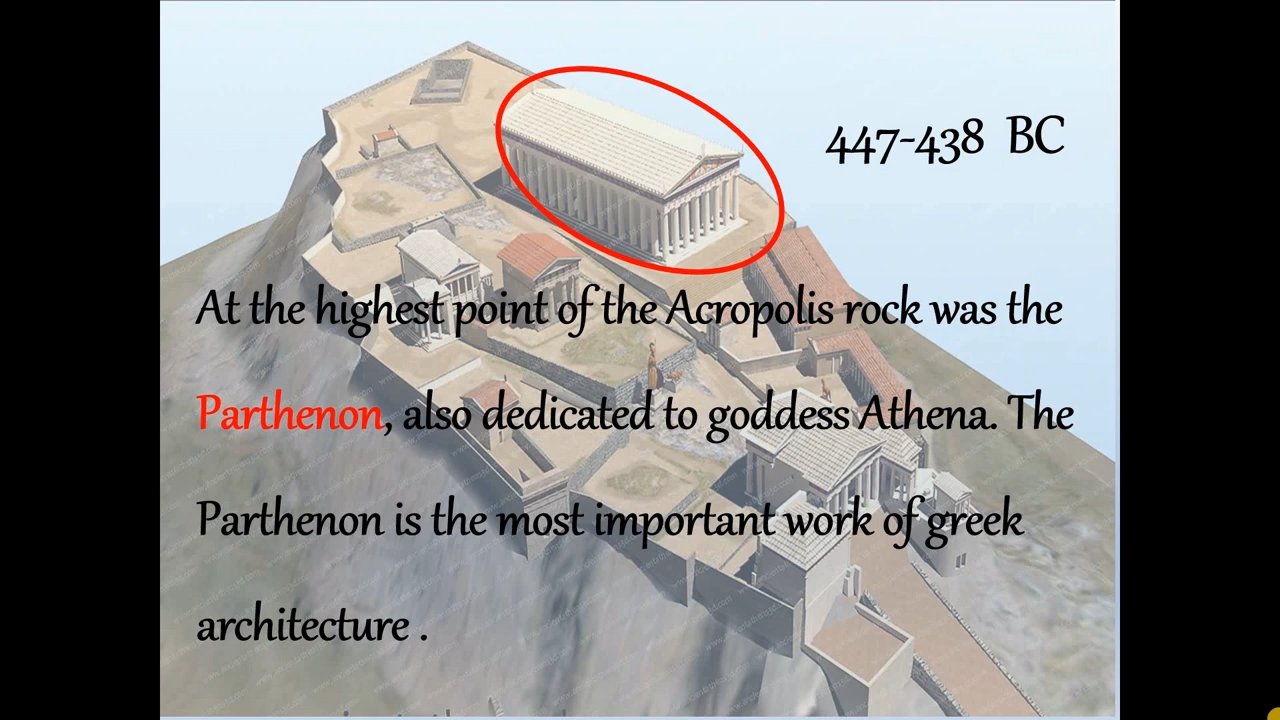 447-438 BC
At the highest point of the Acropolis rock was the
Parthenon, also dedicated to goddess Athena. The
Parthenon is the most important work of greek
architecture .